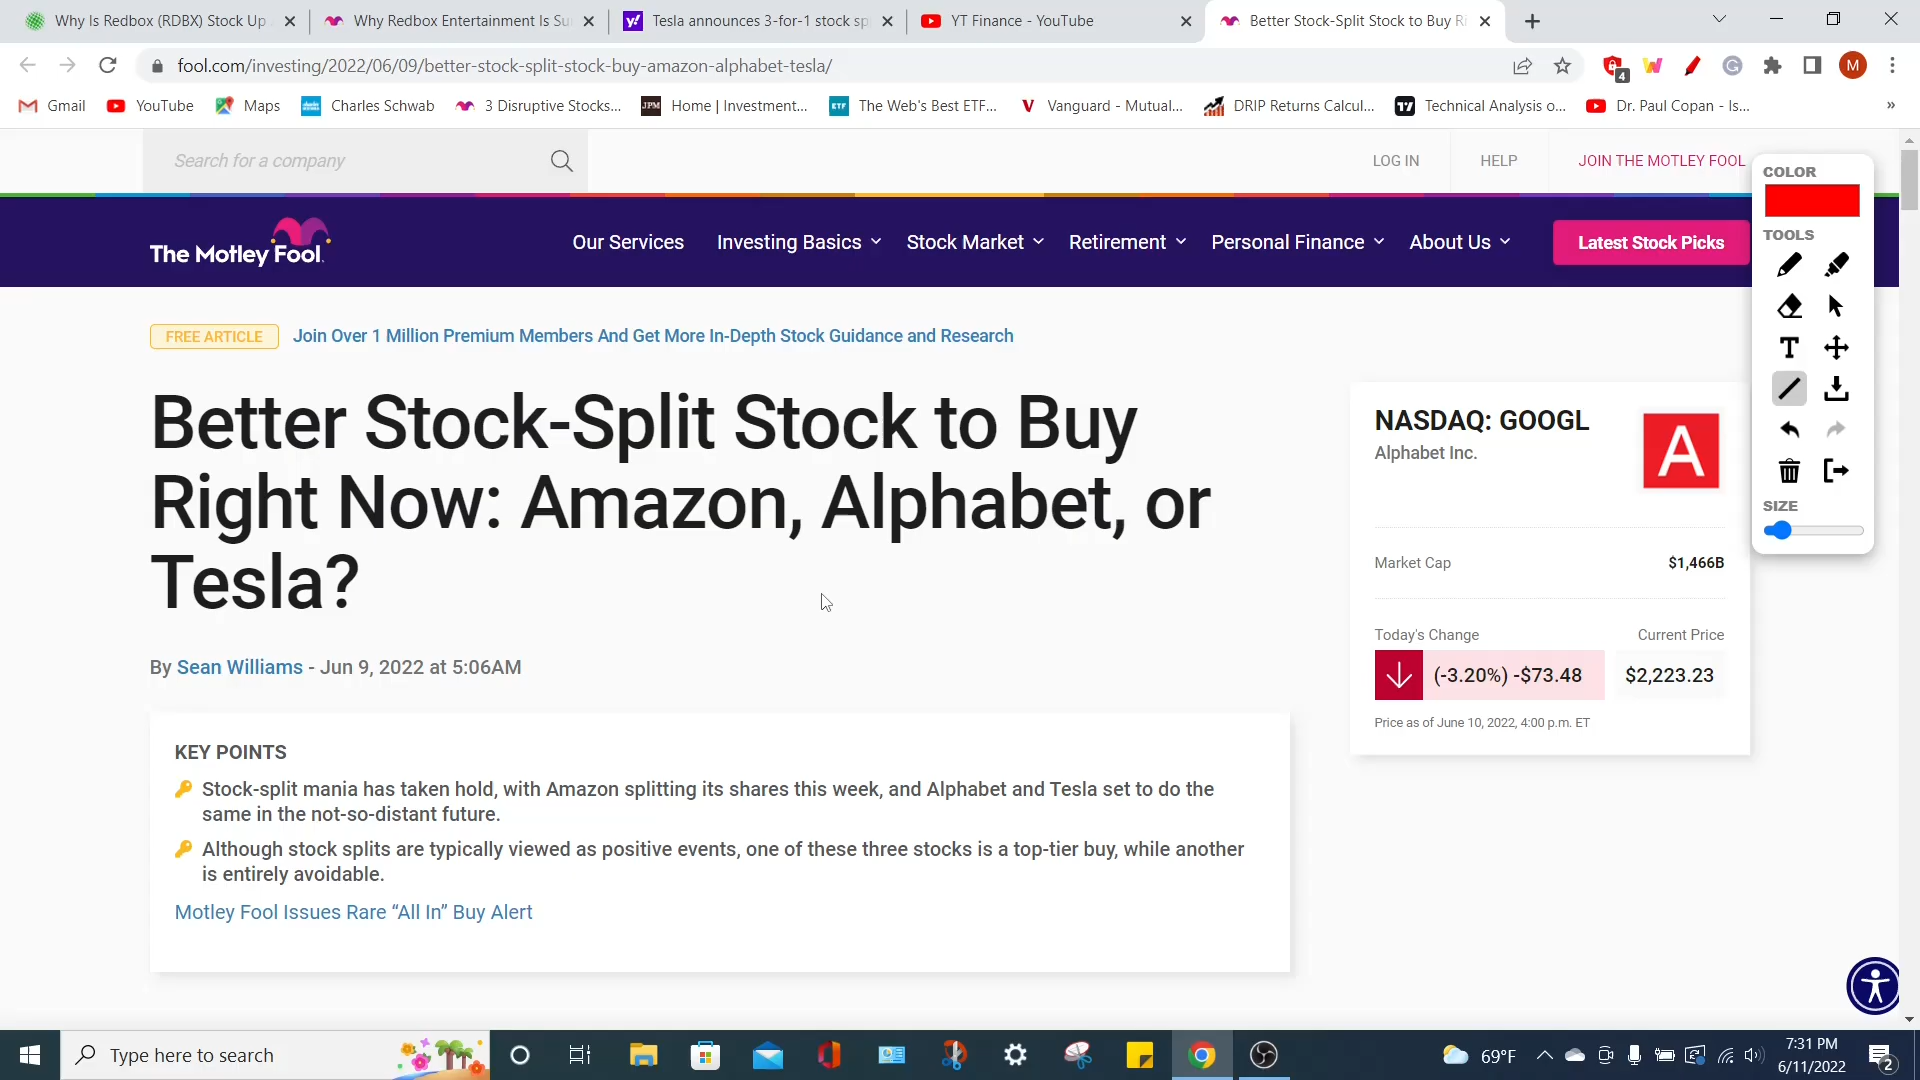 Why Is Redbox (RDBX) Stock Up
Why Redbox Entertainment Is Su
Tesla announces 3-for-1 stock sp
YT Finance - YouTube
Better Stock-Split Stock to Buy Ri
fool.com/investing/2022/06/09/better-stock-split-stock-buy-amazon-alphabet-tesla/
4
M
Gmail
YouTube
Maps
Charles Schwab
3 Disruptive Stocks...
JPM
Home | Investment...
ETF
The Web's Best ETF...
Vanguard - Mutual...
DRIP Returns Calcul...
Technical Analysis o...
Dr. Paul Copan - Is...
»
Search for a company
LOG IN
HELP
JOIN THE MOTLEY FOOL
COLOR
TOOLS
SIZE
The Motley Fool.
Our Services
Investing Basics
Stock Market
Retirement
Personal Finance
About Us
Latest Stock Picks
FREE ARTICLE
Join Over 1 Million Premium Members And Get More In-Depth Stock Guidance and Research
Better Stock-Split Stock to Buy
Right Now: Amazon, Alphabet, or
Tesla?
By Sean Williams - Jun 9, 2022 at 5:06AM
NASDAQ: GOOGL
Alphabet Inc.
A
Market Cap
$1,466B
Today's Change
Current Price
(-3.20%) -$73.48
$2,223.23
Price as of June 10, 2022, 4:00 p.m. ET
KEY POINTS
Stock-split mania has taken hold, with Amazon splitting its shares this week, and Alphabet and Tesla set to do the
same in the not-so-distant future.
Although stock splits are typically viewed as positive events, one of these three stocks is a top-tier buy, while another
is entirely avoidable.
Motley Fool Issues Rare “All In” Buy Alert
Type here to search
69°F
7:31 PM
6/11/2022
2